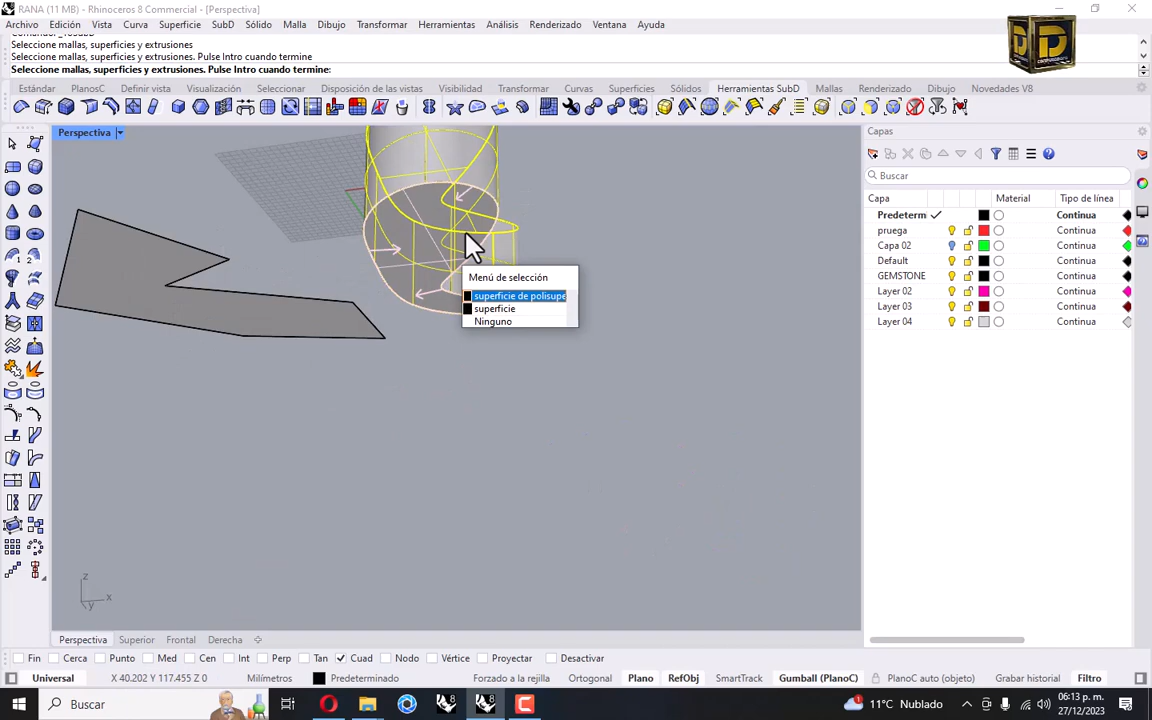 RANA (11 MB) - Rhinoceros 8 Commercial - [Perspectiva]
Archivo Edición Vista Curva Superficie SubD Sólido Malla Dibujo Transformar Herramientas Análisis Renderizado Ventana Ayuda
Seleccione mallas, superficies y extrusiones
Seleccione mallas, superficies y extrusiones. Pulse Intro cuando termine
Seleccione mallas, superficies y extrusiones. Pulse Intro cuando termine:
Estándar PlanosC Definir vista Seleccionar Disposición de las vistas Visibilidad Transformar Curvas Superficies Sólidos Herramientas SubD Mallas Renderizado Dibujo Novedades V8
Perspectiva
Capas
Buscar
Capa Material Tipo de línea
Predeterm Continua
pruega Continua
Capa 02 Continua
Default Continua
GEMSTONE Continua
Layer 02 Continua
Layer 03 Continua
Layer 04 Continua
Menú de selección
superficie de polisupe
superficie
Ninguno
z
x
y
Perspectiva Superior Frontal Derecha
Fin Cerca Punto Med Cen Int Perp Tan Cuad Nodo Vértice Proyectar Desactivar
Universal X 40.202 Y 117.455 Z 0 Milímetros Predeterminado Forzado a la rejilla Ortogonal Plano RefObj SmartTrack Gumball (PlanoC) PlanoC auto (objeto) Grabar historial Filtro
Buscar
11°C Nublado
06:13 p. m.
27/12/2023